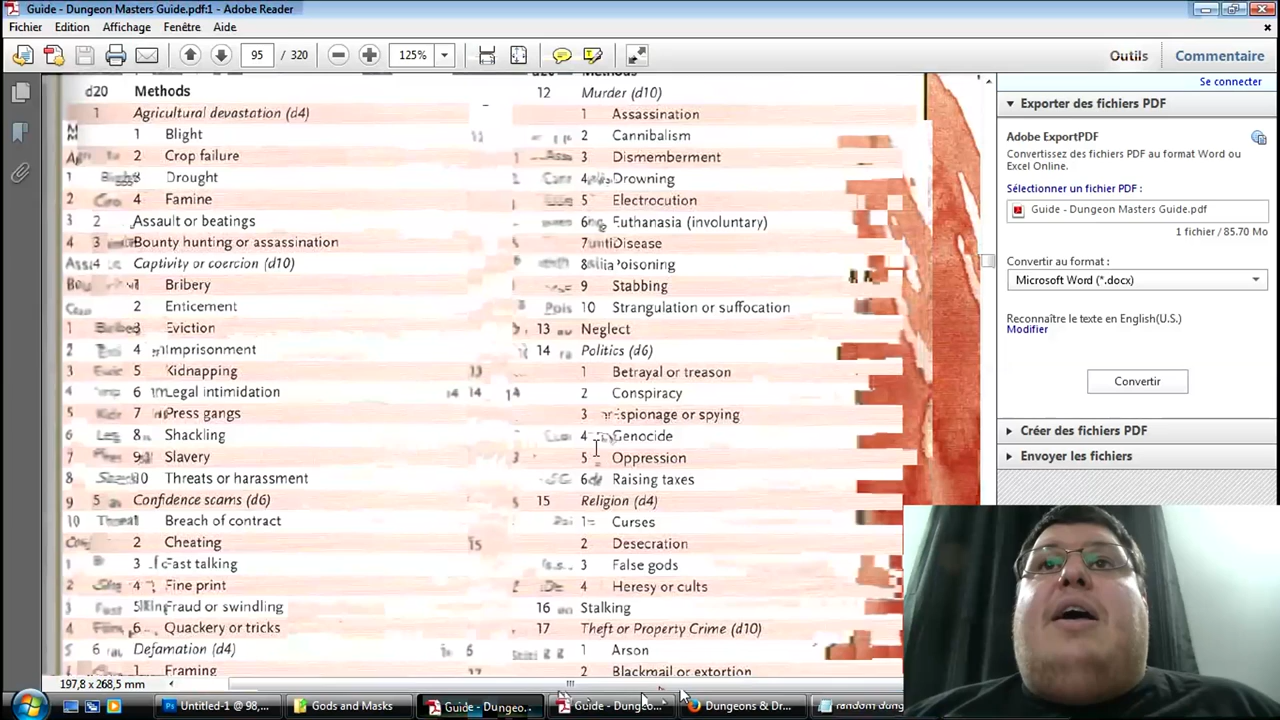 Guide - Dungeon Masters Guide.pdf:1 - Adobe Reader
Fichier Edition Affichage Fenêtre Aide
95 / 320 125% Outils Commentaire
Se connecter
Exporter des fichiers PDF
Adobe ExportPDF
Convertissez des fichiers PDF au format Word ou
Excel Online.
Sélectionner un fichier PDF :
Guide - Dungeon Masters Guide.pdf
1 fichier / 85.70 Mo
Convertir au format :
Microsoft Word (*.docx)
Reconnaître le texte en English(U.S.)
Modifier
Convertir
Créer des fichiers PDF
Envoyer les fichiers
d20 Methods
1 Agricultural devastation (d4)
1 Blight
2 Crop failure
Drought
4 Famine
2 Assault or beatings
3 Bounty hunting or assassination
4 Captivity or coercion (d10)
Bribery
2 Enticement
Eviction
4 Imprisonment
5 Kidnapping
6 Legal intimidation
7 Press gangs
8 Shackling
9 Slavery
10 Threats or harassment
5 Confidence scams (d6)
1 Breach of contract
2 Cheating
3 Fast talking
4 Fine print
5 Fraud or swindling
6 Quackery or tricks
6 Defamation (d4)
1 Framing
Methods
12 Murder (d10)
1 Assassination
2 Cannibalism
3 Dismemberment
4 Drowning
5 Electrocution
6 Euthanasia (involuntary)
7 Disease
8 Poisoning
9 Stabbing
10 Strangulation or suffocation
13 Neglect
14 Politics (d6)
1 Betrayal or treason
2 Conspiracy
3 Espionage or spying
4 Genocide
5 Oppression
6 Raising taxes
15 Religion (d4)
1 Curses
2 Desecration
3 False gods
4 Heresy or cults
16 Stalking
17 Theft or Property Crime (d10)
1 Arson
2 Blackmail or extortion
197,8 x 268,5 mm
Untitled-1 @ 98,... Gods and Masks Guide - Dungeo... Guide - Dungeo... Dungeons & Dr... random dung